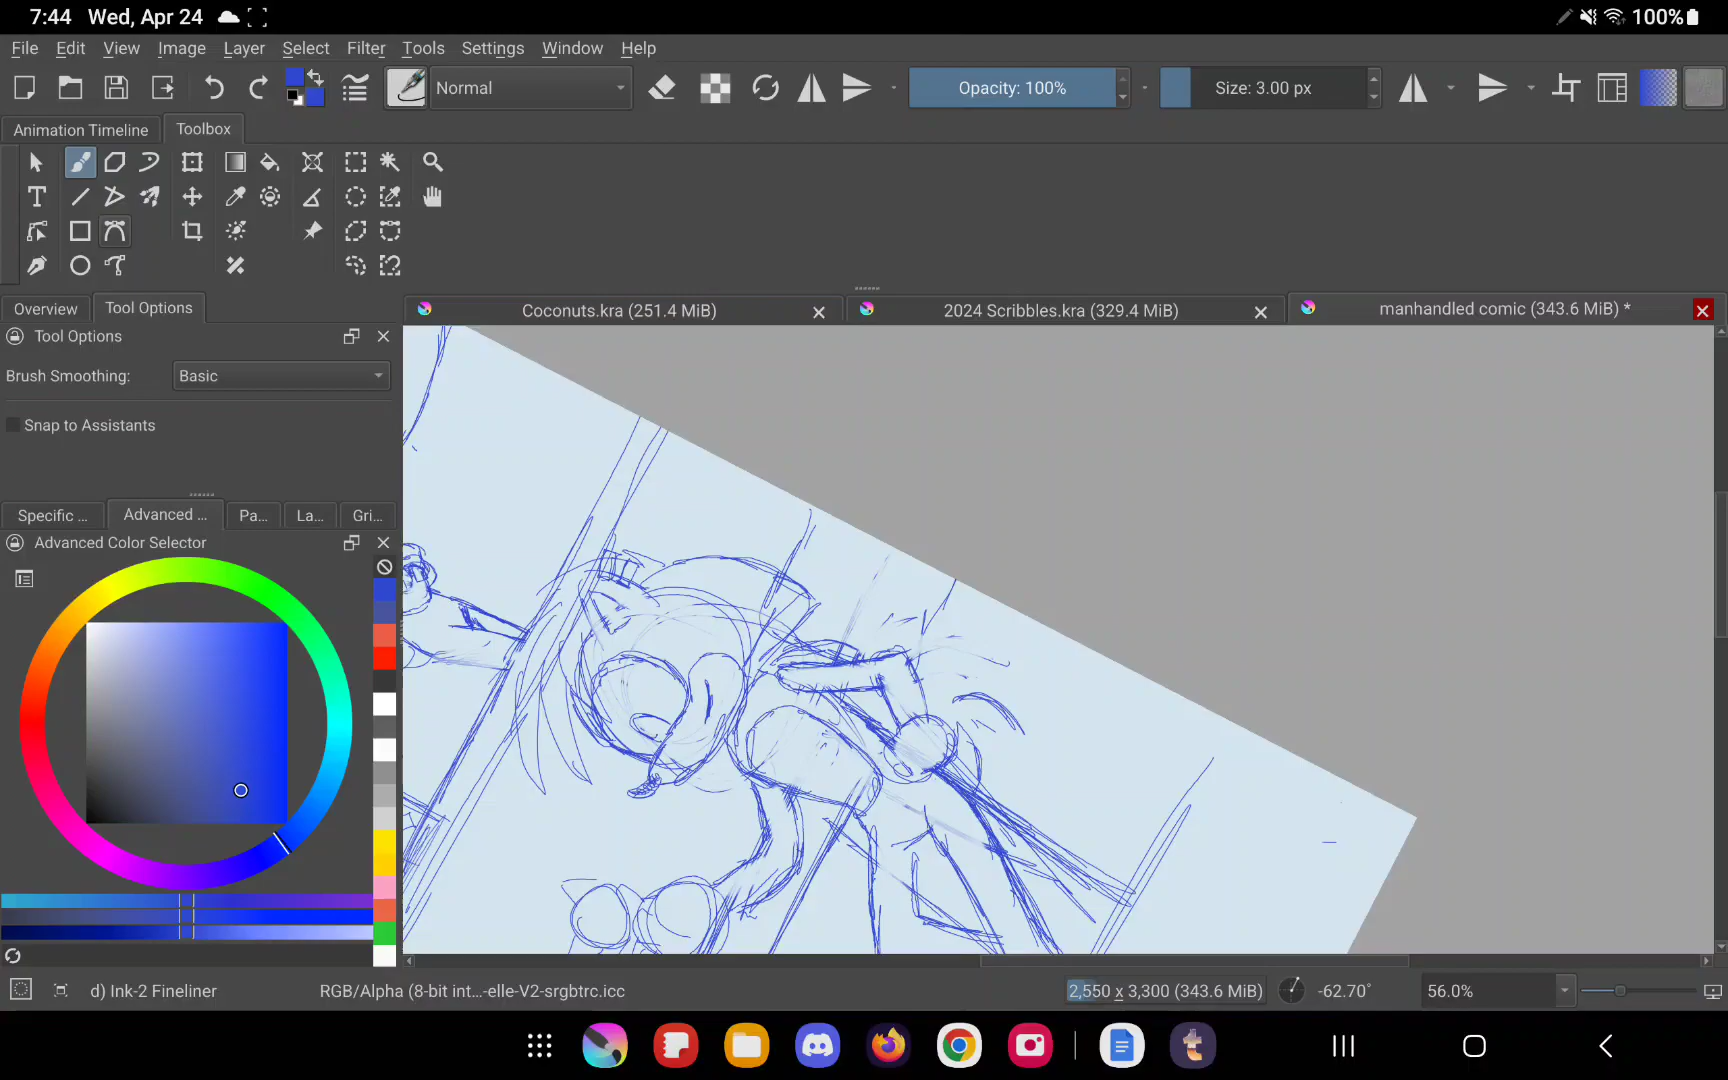 7:44 Wed, Apr 24 100%
File Edit View Image Layer Select Filter Tools Settings Window Help
Normal Opacity: 100% Size: 3.00 px
Animation Timeline Toolbox
Overview Tool Options
Coconuts.kra (251.4 MiB) 2024 Scribbles.kra (329.4 MiB) manhandled comic (343.6 MiB) *
Tool Options
Brush Smoothing: Basic
Snap to Assistants
Specific ... Advanced ... Pa... La... Gri...
Advanced Color Selector
d) Ink-2 Fineliner RGB/Alpha (8-bit int...-elle-V2-srgbtrc.icc 2,550 x 3,300 (343.6 MiB) -62.70° 56.0%